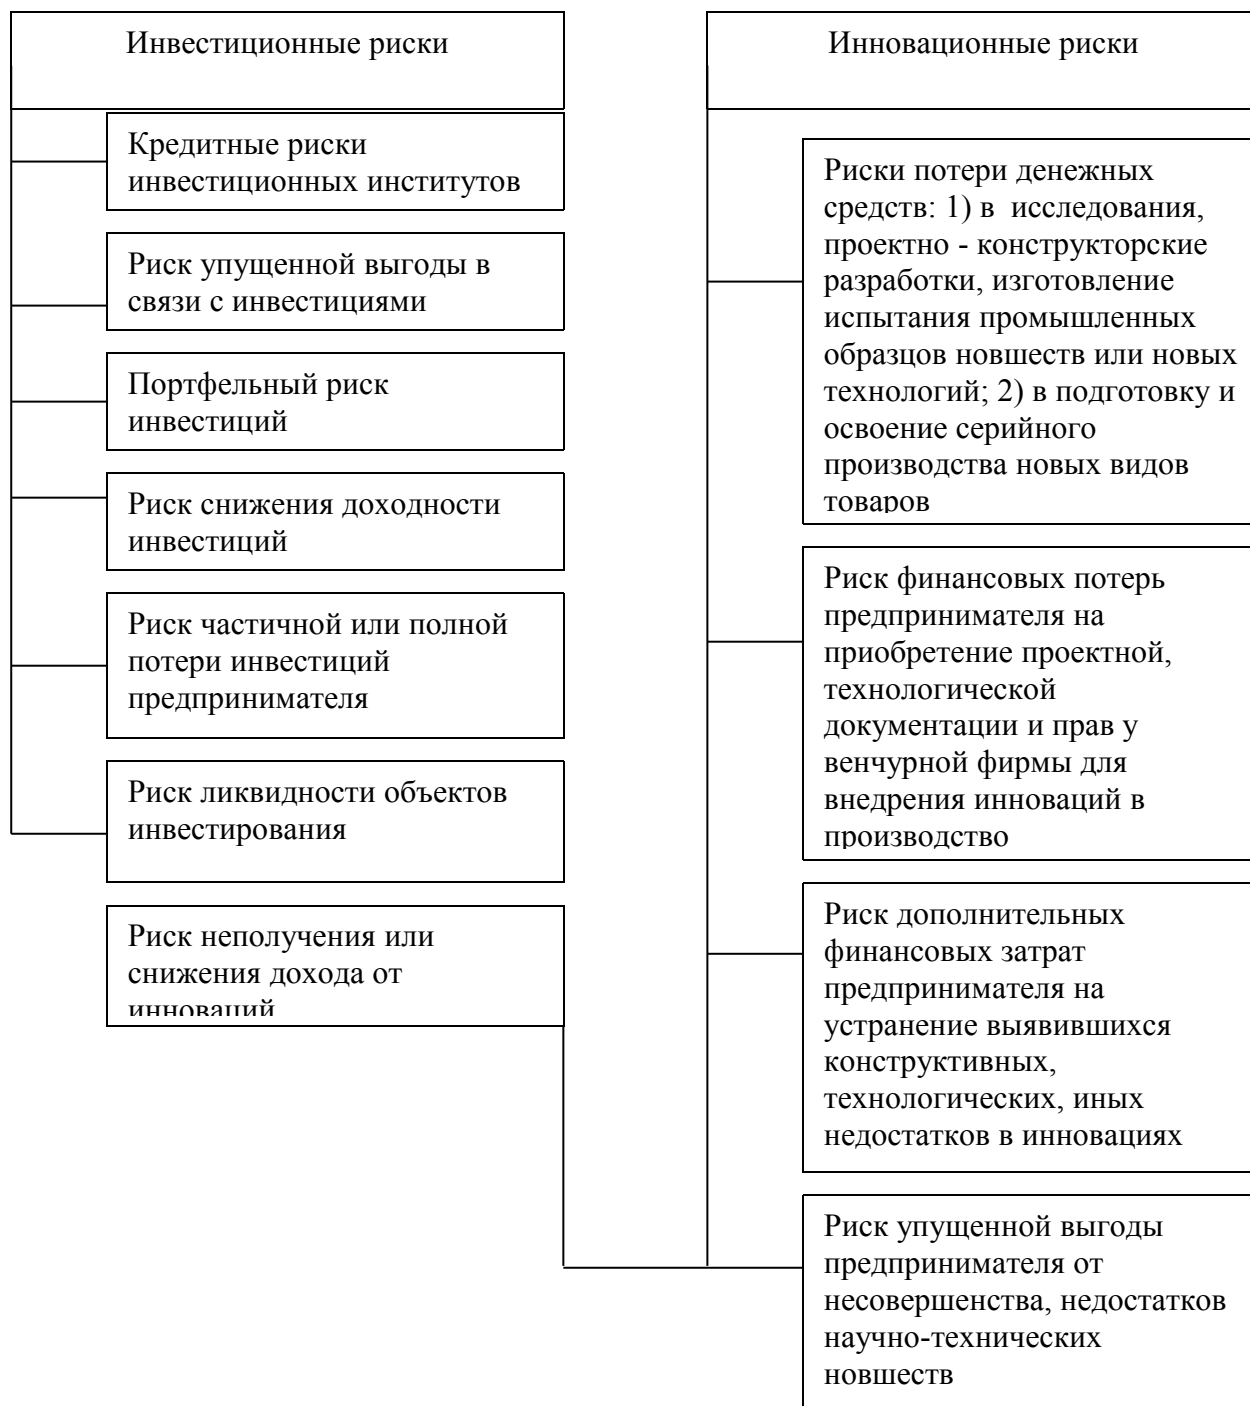 Инвестиционные риски
Кредитные риски
инвестиционных институтов
Риск упущенной выгоды в
связи с инвестициями
Портфельный риск
инвестиций
Риск снижения доходности
инвестиций
Риск частичной или полной
потери инвестиций
предпринимателя
Риск ликвидности объектов
инвестирования
Риск неполучения или
снижения дохода от
инноваций
Инновационные риски
Риски потери денежных
средств: 1) в  исследования,
проектно - конструкторские
разработки, изготовление
испытания промышленных
образцов новшеств или новых
технологий; 2) в подготовку и
освоение серийного
производства новых видов
товаров
Риск финансовых потерь
предпринимателя на
приобретение проектной,
технологической
документации и прав у
венчурной фирмы для
внедрения инноваций в
производство
Риск дополнительных
финансовых затрат
предпринимателя на
устранение выявившихся
конструктивных,
технологических, иных
недостатков в инновациях
Риск упущенной выгоды
предпринимателя от
несовершенства, недостатков
научно-технических
новшеств